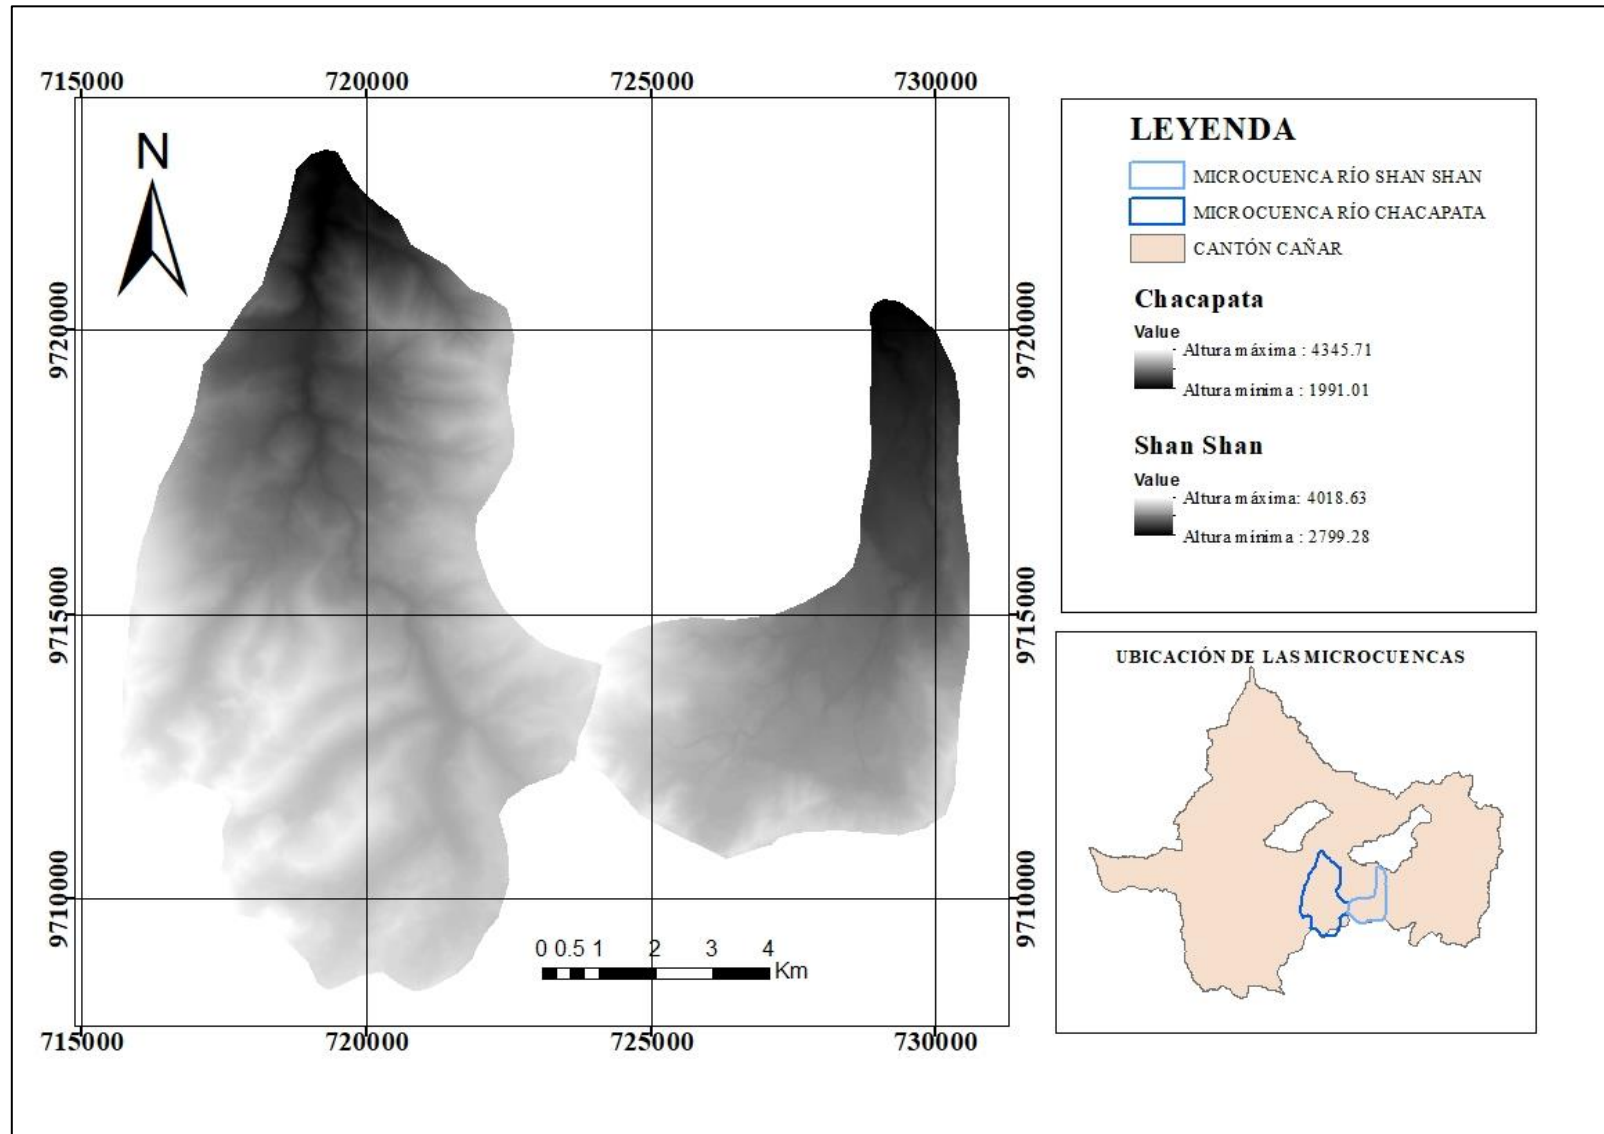 715000 720000 725000 730000
N
9720000 9720000
9715000 9715000
9710000 9710000
0 0.5 1 2 3 4
Km
715000 720000 725000 730000
LEYENDA
MICROCUENCA RÍO SHAN SHAN
MICROCUENCA RÍO CHACAPATA
CANTÓN CAÑAR
Chacapata
Value
Altura máxima : 4345.71
Altura mínima : 1991.01
Shan Shan
Value
Altura máxima: 4018.63
Altura mínima : 2799.28
UBICACIÓN DE LAS MICROCUENCAS